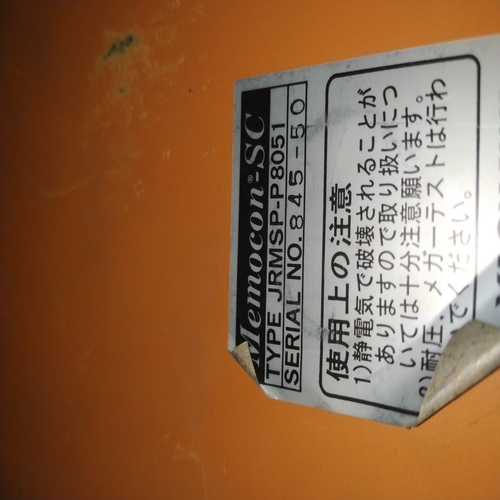 Memocon®-SC
TYPE JRMSP-P8051
SERIAL NO. 845-50
使用上の注意
1)静電気で破壊されることが
ありますので取り扱いにつ
いては十分注意願います。
2)耐圧、メガーテストは行わ
でください。